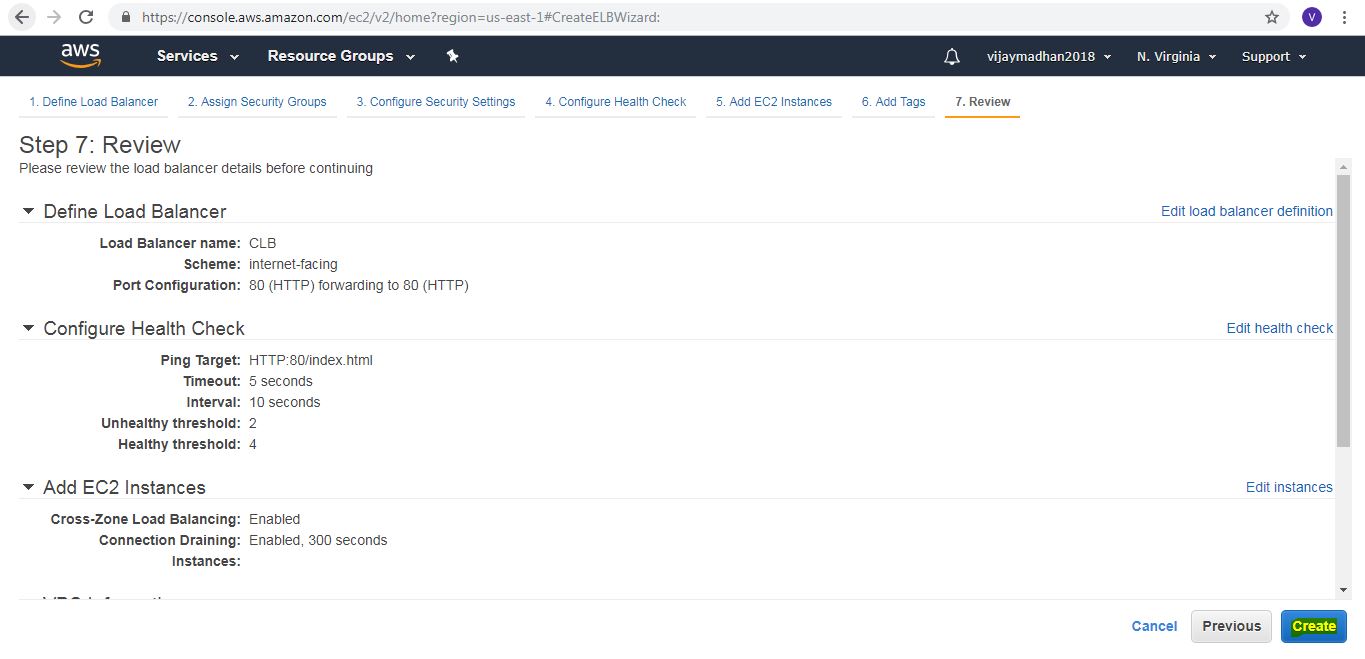 https://console.aws.amazon.com/ec2/v2/home?region=us-east-1#CreateELBWizard:
V
aws Services Resource Groups vijaymadhan2018 N. Virginia Support
1. Define Load Balancer 2. Assign Security Groups 3. Configure Security Settings 4. Configure Health Check 5. Add EC2 Instances 6. Add Tags 7. Review
Step 7: Review
Please review the load balancer details before continuing
Define Load Balancer Edit load balancer definition
Load Balancer name: CLB
Scheme: internet-facing
Port Configuration: 80 (HTTP) forwarding to 80 (HTTP)
Configure Health Check Edit health check
Ping Target: HTTP:80/index.html
Timeout: 5 seconds
Interval: 10 seconds
Unhealthy threshold: 2
Healthy threshold: 4
Add EC2 Instances Edit instances
Cross-Zone Load Balancing: Enabled
Connection Draining: Enabled, 300 seconds
Instances:
Cancel Previous Create